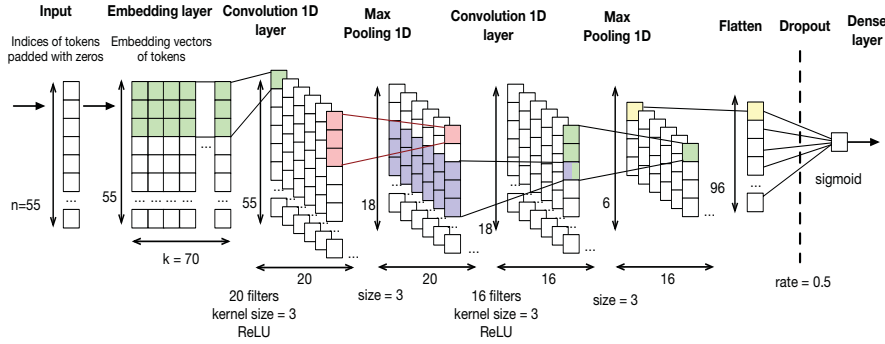 Input
Embedding layer
Convolution 1D
layer
Max
Pooling 1D
Convolution 1D
layer
Max
Pooling 1D
Flatten
Dropout
Dense
layer
Indices of tokens
padded with zeros
Embedding vectors
of tokens
n=55
...
55
...
... ...
...
k = 70
55
...
...
...
20
20 filters
kernel size = 3
ReLU
18
...
...
...
20
size = 3
18
...
...
...
16
16 filters
kernel size = 3
ReLU
6
...
16
size = 3
96
...
sigmoid
rate = 0.5